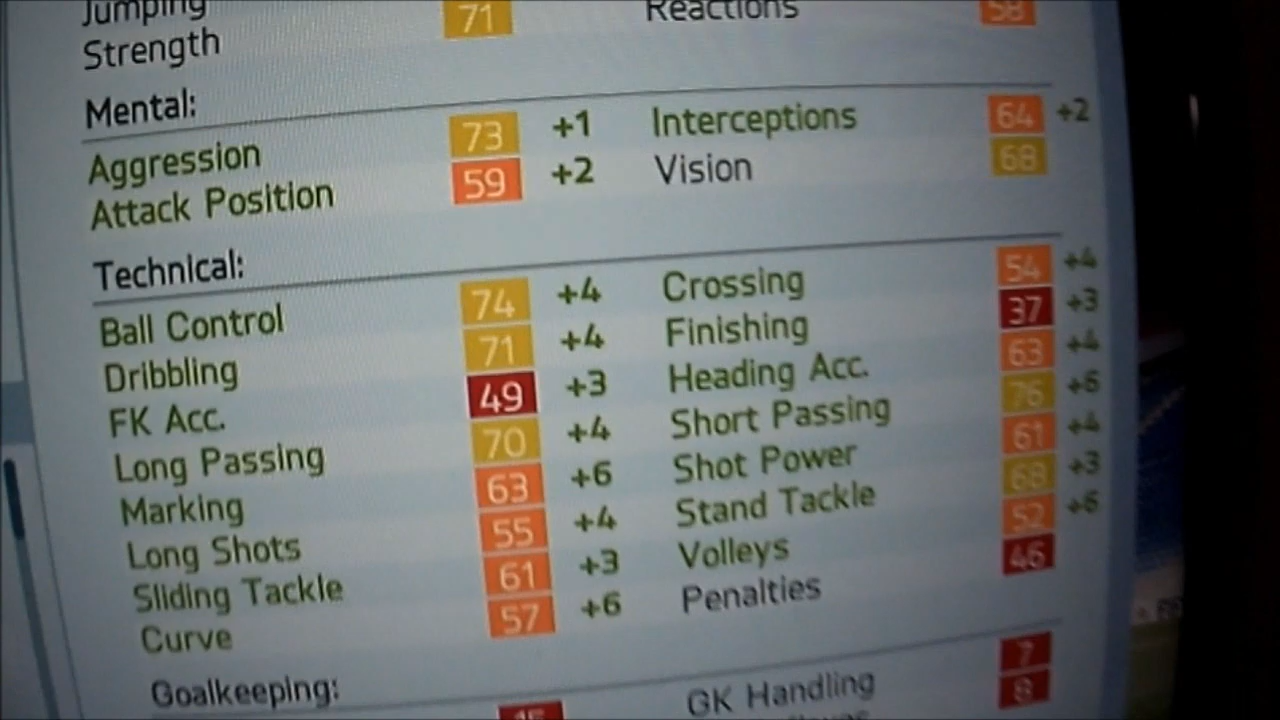 Jumping Reactions 58
Strength 71
Mental:
Aggression 73 +1 Interceptions 64 +2
Attack Position 59 +2 Vision 68
Technical:
Ball Control 74 +4 Crossing 54 +4
Dribbling 71 +4 Finishing 37 +3
FK Acc. 49 +3 Heading Acc. 63 +4
Long Passing 70 +4 Short Passing 76 +6
Marking 63 +6 Shot Power 61 +4
Long Shots 55 +4 Stand Tackle 68 +3
Sliding Tackle 61 +3 Volleys 52 +6
Curve 57 +6 Penalties 46
Goalkeeping:
GK Handling 7
8